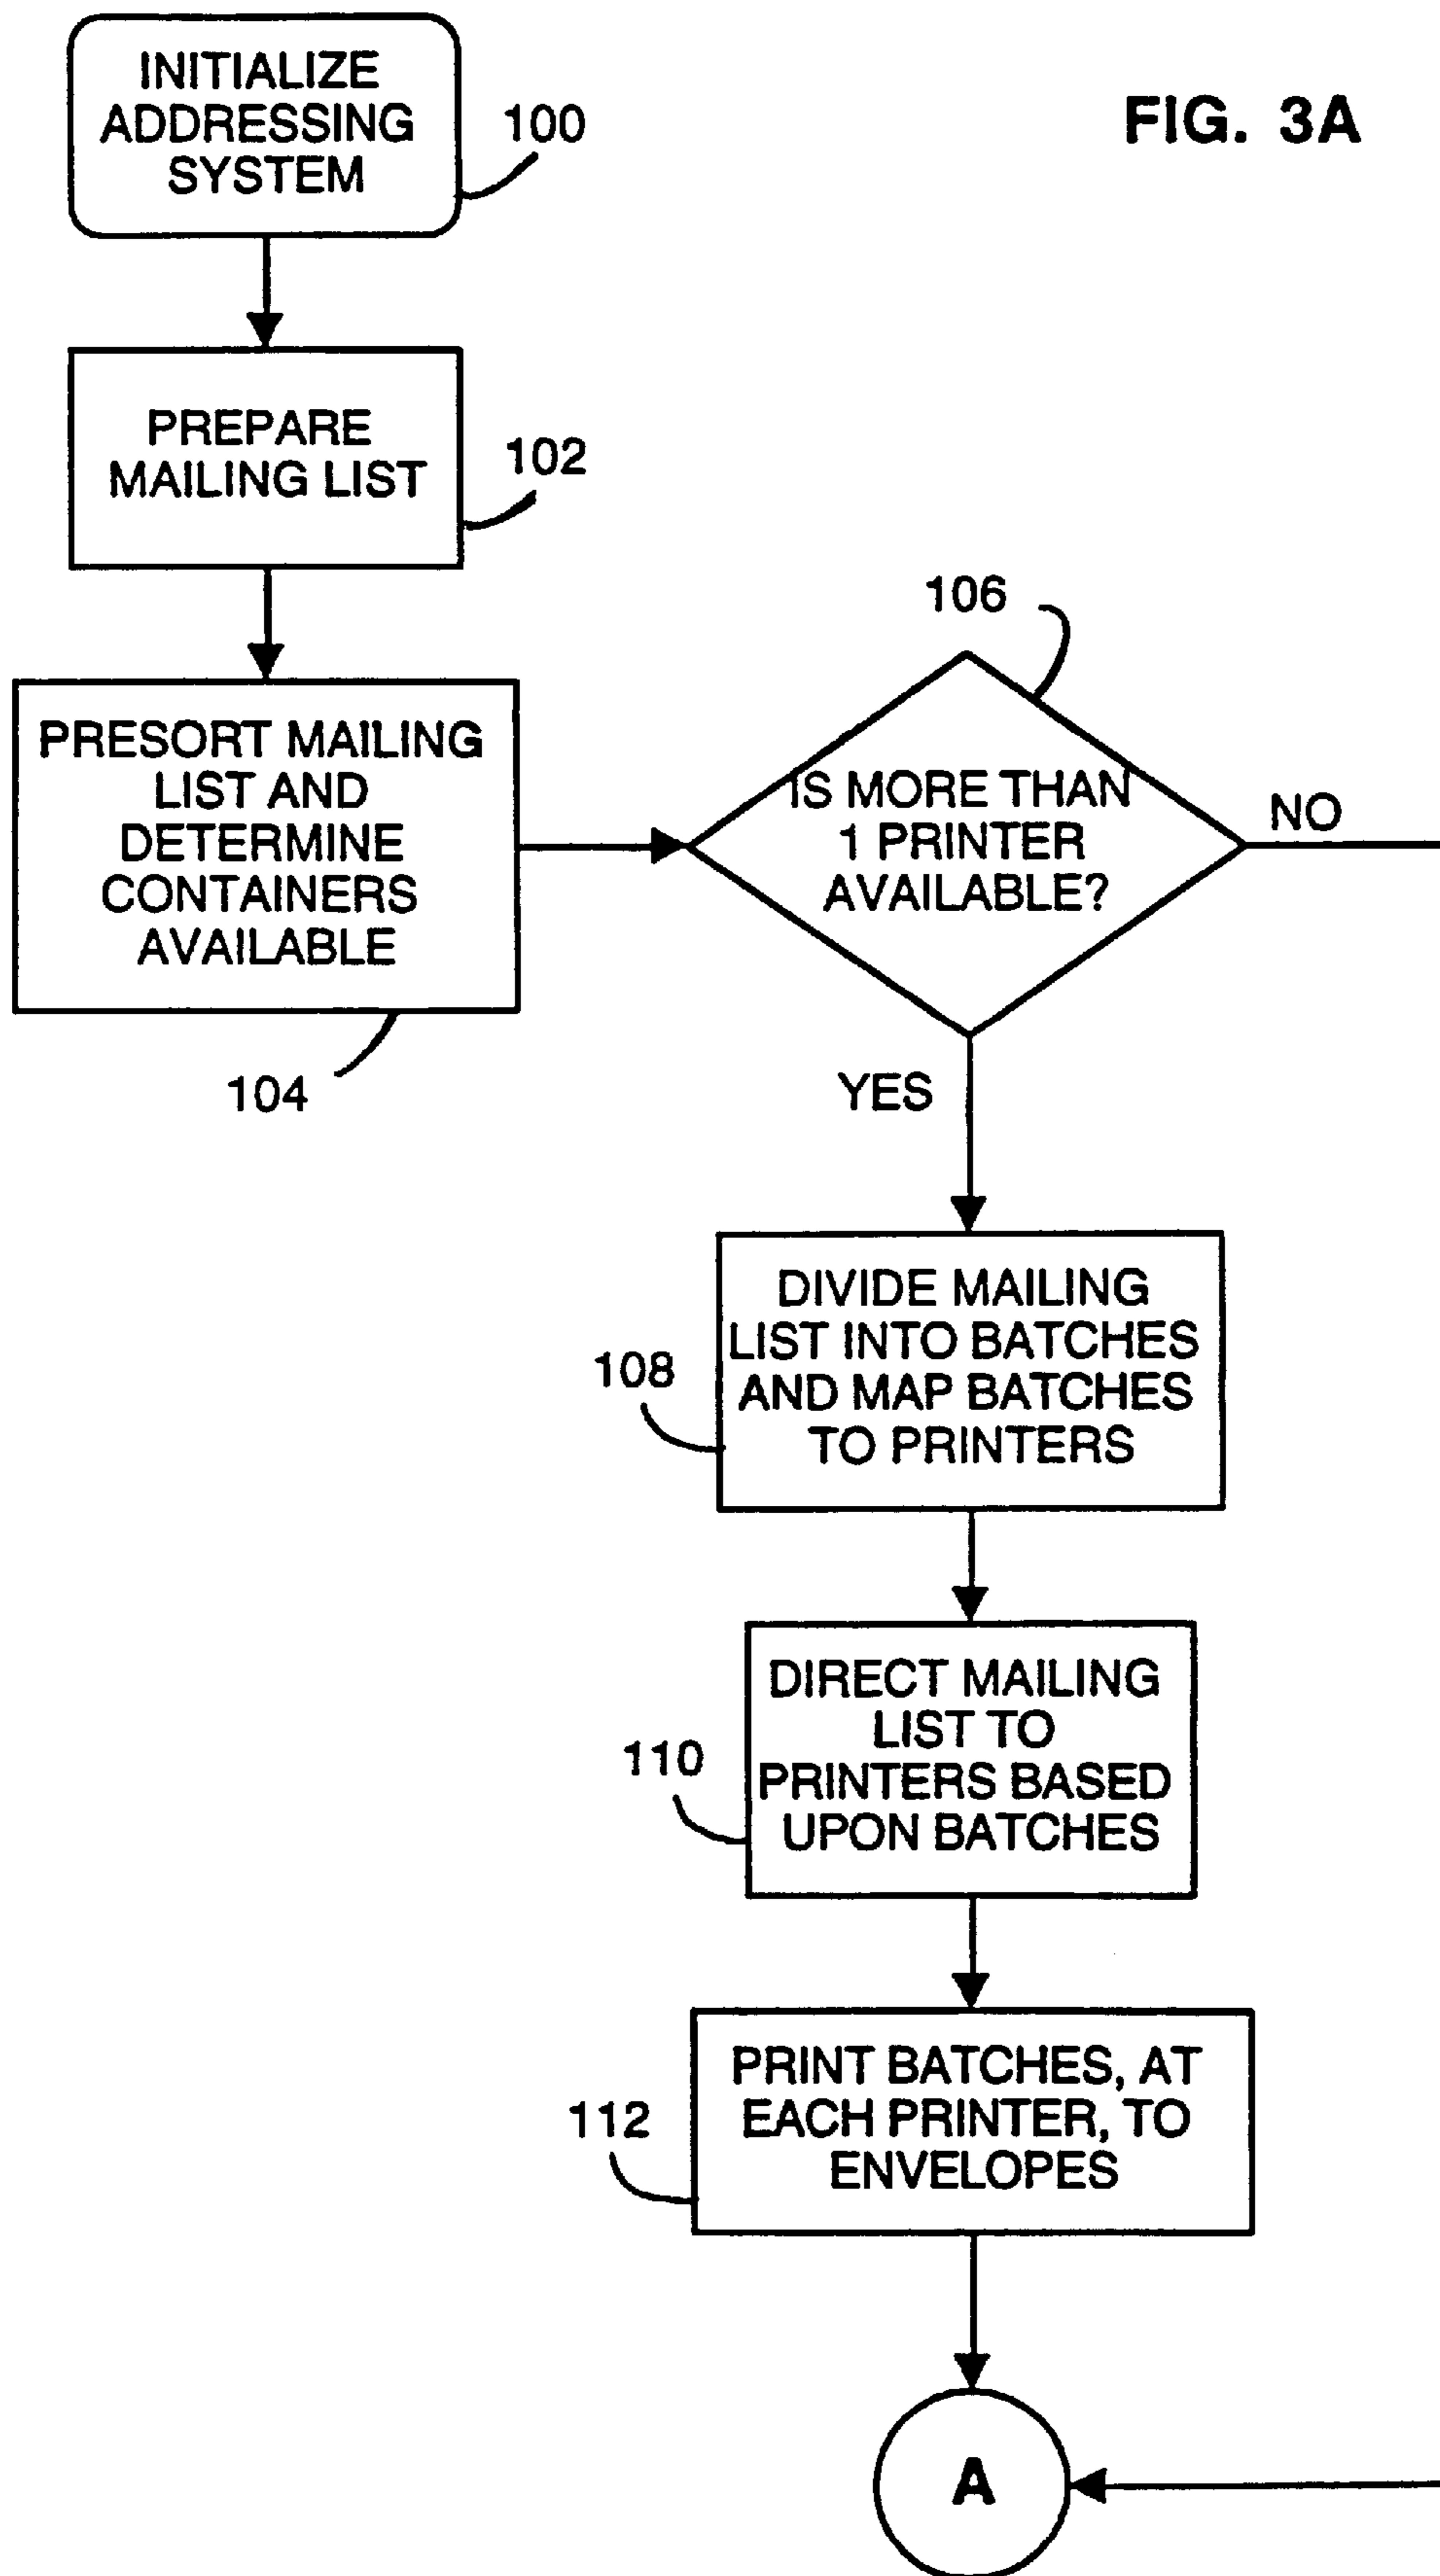 FIG. 3A
INITIALIZE
ADDRESSING
SYSTEM
100
PREPARE
MAILING LIST
102
PRESORT MAILING
LIST AND
DETERMINE
CONTAINERS
AVAILABLE
104
106
IS MORE THAN
1 PRINTER
AVAILABLE?
NO
YES
DIVIDE MAILING
LIST INTO BATCHES
AND MAP BATCHES
TO PRINTERS
108
DIRECT MAILING
LIST TO
PRINTERS BASED
UPON BATCHES
110
PRINT BATCHES, AT
EACH PRINTER, TO
ENVELOPES
112
A